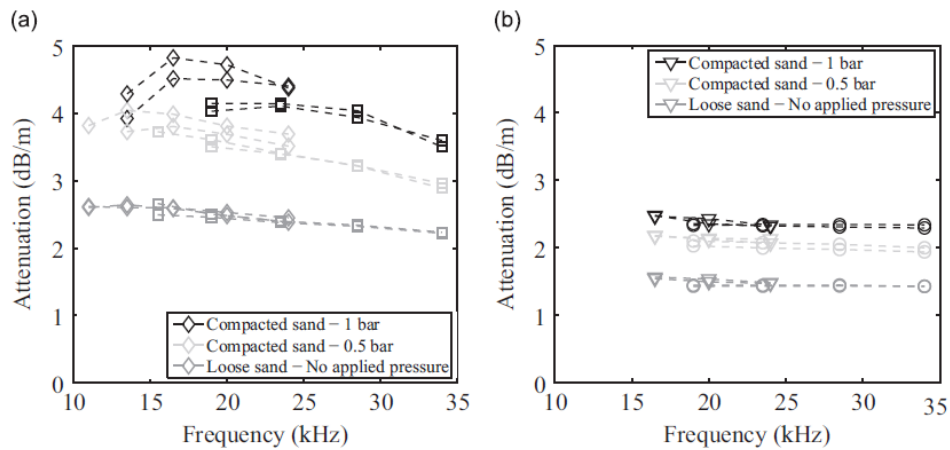 (a)
5
4
3
2
1
0
Attenuation (dB/m)
Compacted sand − 1 bar
Compacted sand − 0.5 bar
Loose sand − No applied pressure
10 15 20 25 30 35
Frequency (kHz)
(b)
5
4
3
2
1
0
Attenuation (dB/m)
Compacted sand − 1 bar
Compacted sand − 0.5 bar
Loose sand − No applied pressure
10 15 20 25 30 35
Frequency (kHz)